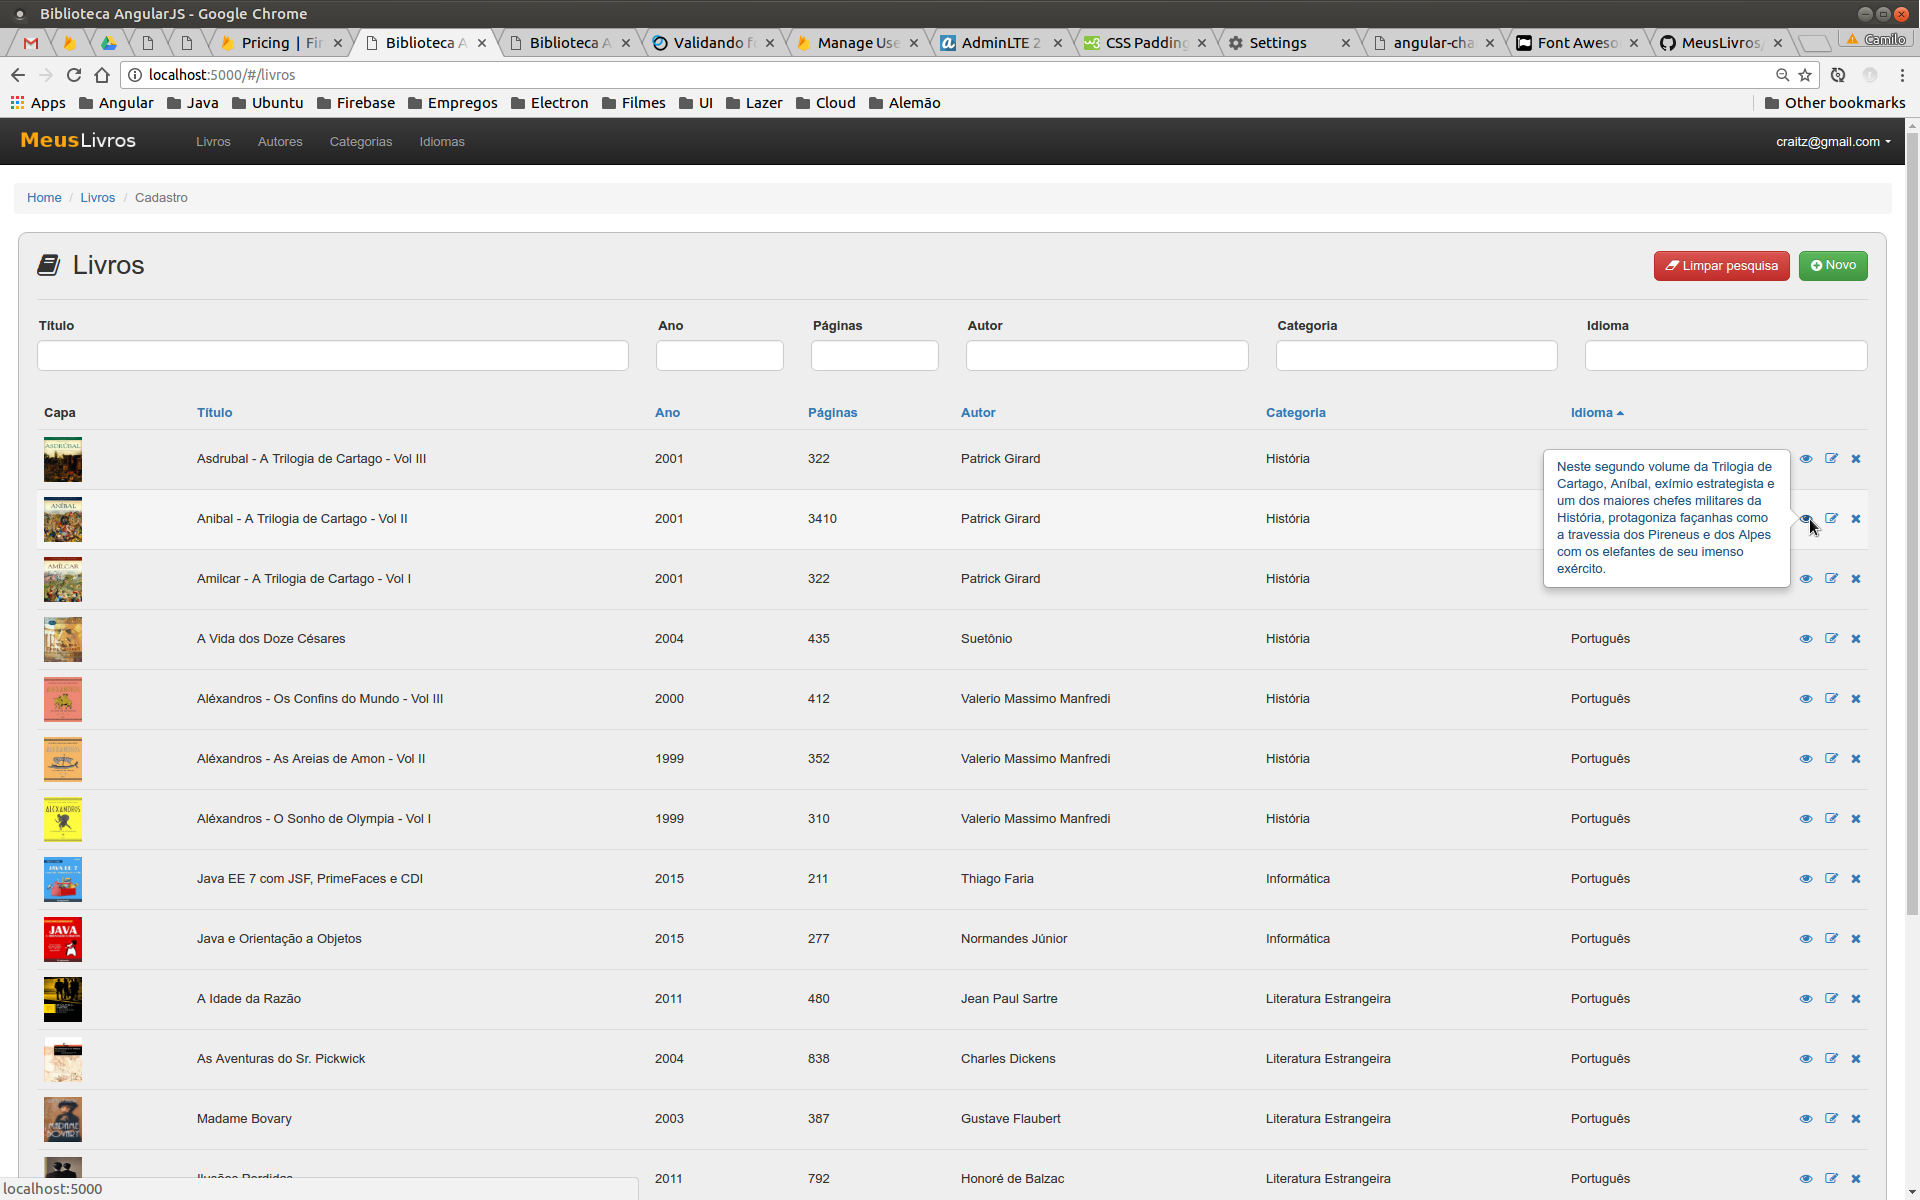 Biblioteca AngularJS - Google Chrome
Pricing | Fir
Biblioteca A
Biblioteca A
Validando f
Manage Use
AdminLTE 2
CSS Padding
Settings
angular-cha
Font Aweso
MeusLivros
Camilo
localhost:5000/#/livros
Apps Angular Java Ubuntu Firebase Empregos Electron Filmes UI Lazer Cloud Alemão Other bookmarks
MeusLivros Livros Autores Categorias Idiomas craitz@gmail.com
Home / Livros / Cadastro
Livros Limpar pesquisa Novo
Título Ano Páginas Autor Categoria Idioma
Capa Título Ano Páginas Autor Categoria Idioma
ASDRÚBAL
Asdrubal - A Trilogia de Cartago - Vol III 2001 322 Patrick Girard História
ANÍBAL
Anibal - A Trilogia de Cartago - Vol II 2001 3410 Patrick Girard História
AMÍLCAR
Amilcar - A Trilogia de Cartago - Vol I 2001 322 Patrick Girard História
Neste segundo volume da Trilogia de
Cartago, Aníbal, exímio estrategista e
um dos maiores chefes militares da
História, protagoniza façanhas como
a travessia dos Pireneus e dos Alpes
com os elefantes de seu imenso
exército.
A Vida dos Doze Césares 2004 435 Suetônio História Português
Aléxandros - Os Confins do Mundo - Vol III 2000 412 Valerio Massimo Manfredi História Português
Aléxandros - As Areias de Amon - Vol II 1999 352 Valerio Massimo Manfredi História Português
ALÉXANDROS
Aléxandros - O Sonho de Olympia - Vol I 1999 310 Valerio Massimo Manfredi História Português
JAVA EE 7
Java EE 7 com JSF, PrimeFaces e CDI 2015 211 Thiago Faria Informática Português
JAVA
Java e Orientação a Objetos 2015 277 Normandes Júnior Informática Português
A Idade da Razão 2011 480 Jean Paul Sartre Literatura Estrangeira Português
As Aventuras do Sr. Pickwick 2004 838 Charles Dickens Literatura Estrangeira Português
MADAME
BOVARY
Madame Bovary 2003 387 Gustave Flaubert Literatura Estrangeira Português
Ilusões Perdidas 2011 792 Honoré de Balzac Literatura Estrangeira Português
localhost:5000